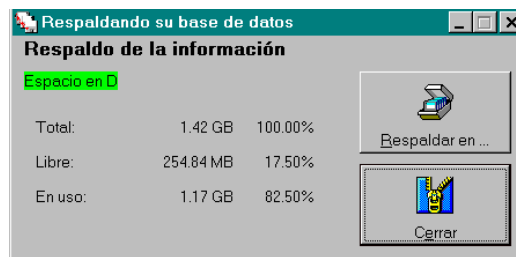 Respaldando su base de datos
Respaldo de la información
Espacio en D
Total: 1.42 GB 100.00%
Libre: 254.84 MB 17.50%
En uso: 1.17 GB 82.50%
Respaldar en ...
Cerrar